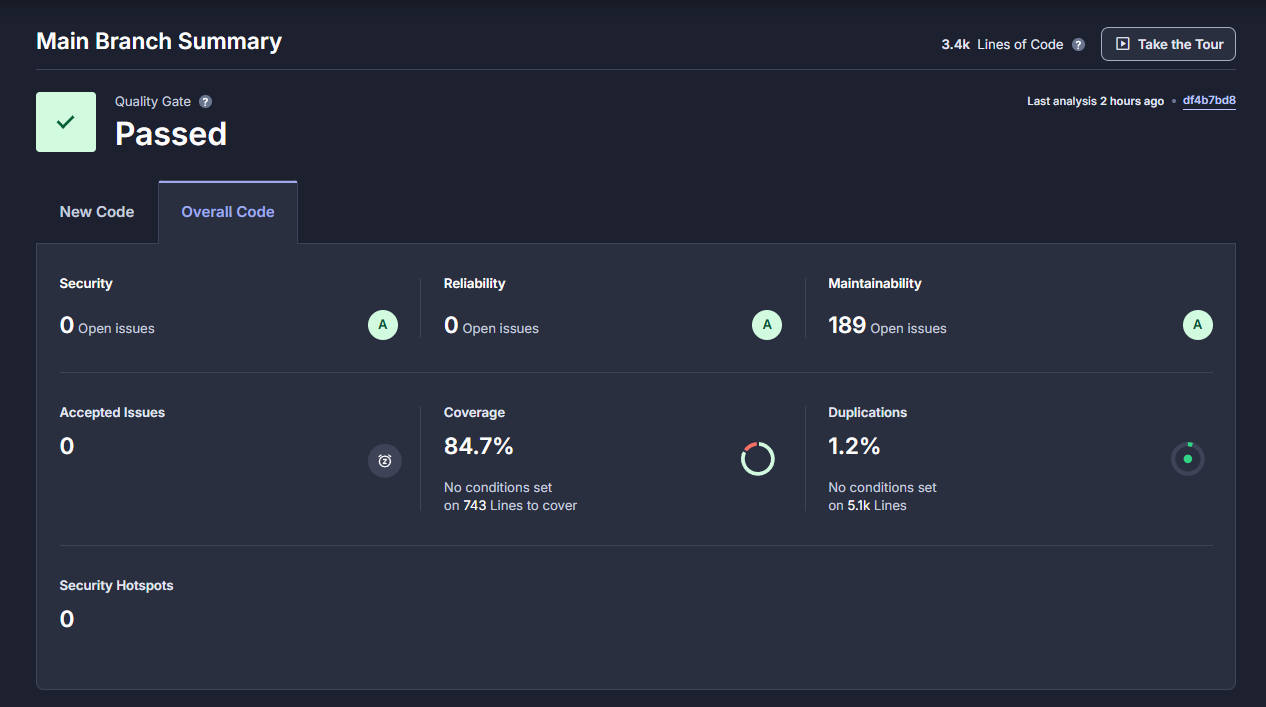 Main Branch Summary
3.4k Lines of Code ?
Take the Tour
Quality Gate ?
Passed
Last analysis 2 hours ago • df4b7bd8
New Code
Overall Code
Security
0 Open issues
A
Reliability
0 Open issues
A
Maintainability
189 Open issues
A
Accepted Issues
0
Coverage
84.7%
No conditions set
on 743 Lines to cover
Duplications
1.2%
No conditions set
on 5.1k Lines
Security Hotspots
0